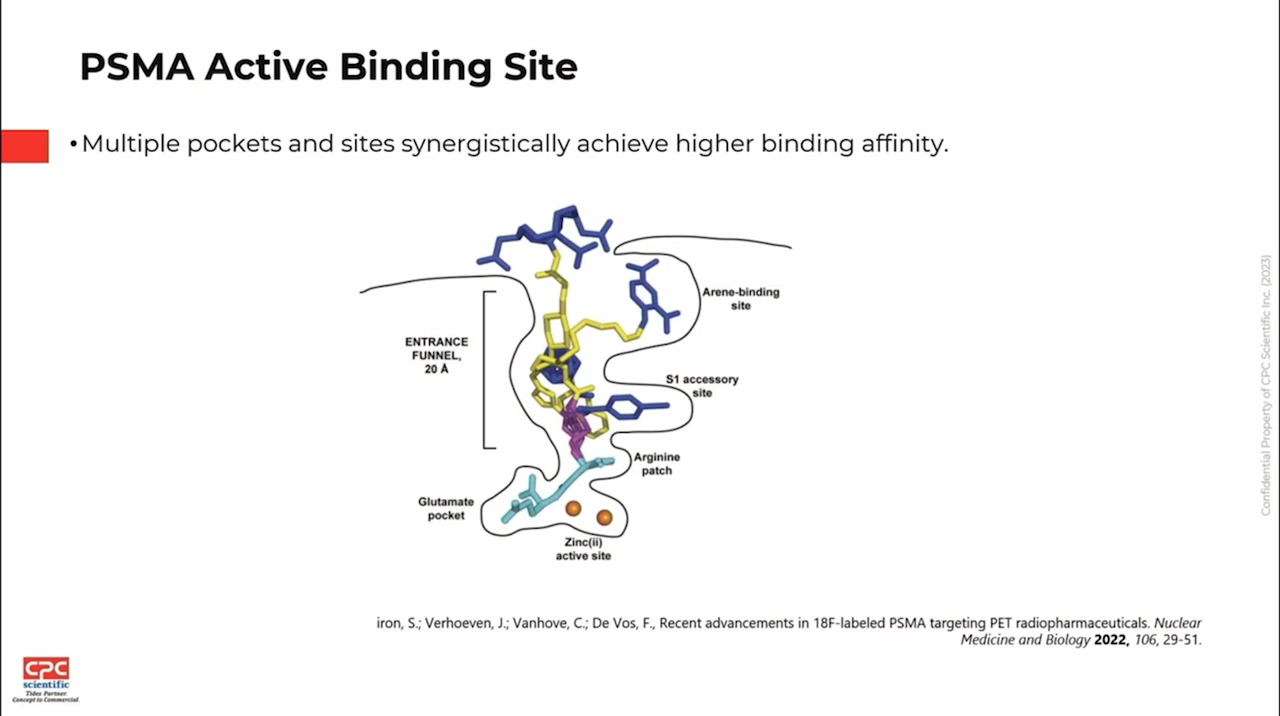 PSMA Active Binding Site
• Multiple pockets and sites synergistically achieve higher binding affinity.
Arene-binding
site
ENTRANCE
FUNNEL,
20 Å
S1 accessory
site
Arginine
patch
Glutamate
pocket
Zinc(ii)
active site
iron, S.; Verhoeven, J.; Vanhove, C.; De Vos, F., Recent advancements in 18F-labeled PSMA targeting PET radiopharmaceuticals. Nuclear
Medicine and Biology 2022, 106, 29-51.
CPC
scientific
Tides Partner
Concept to Commercial
Confidential Property of CPC Scientific Inc. (2023)